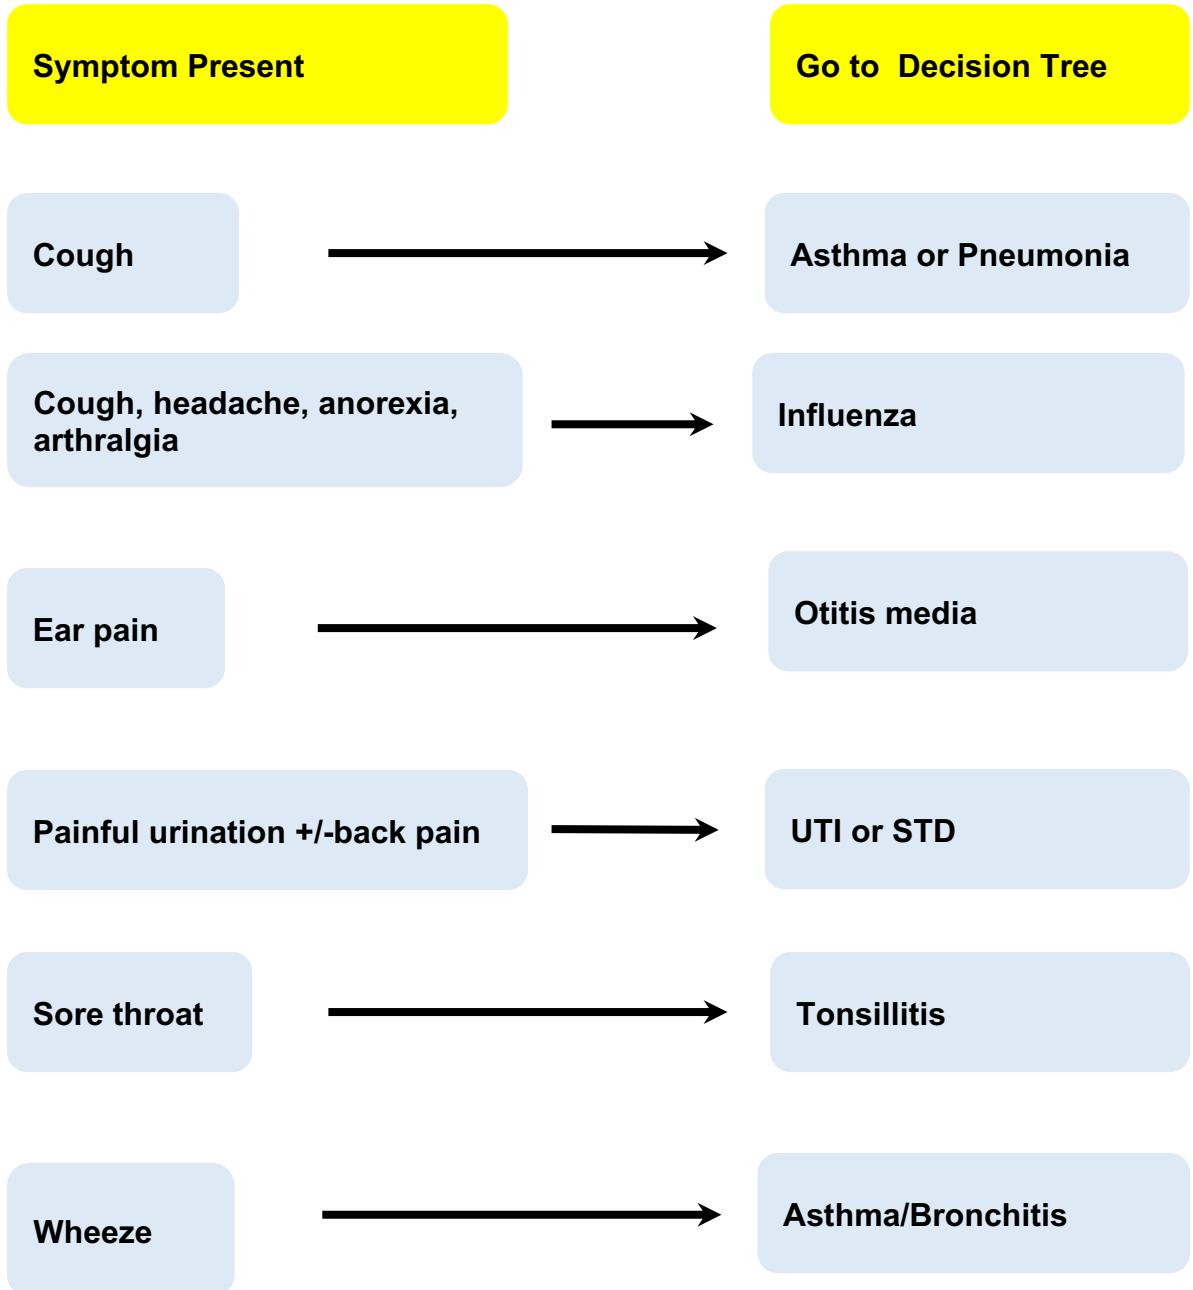 Symptom Present
Go to  Decision Tree
Cough
Asthma or Pneumonia
Cough, headache, anorexia,
arthralgia
Influenza
Ear pain
Otitis media
Painful urination +/-back pain
UTI or STD
Sore throat
Tonsillitis
Wheeze
Asthma/Bronchitis